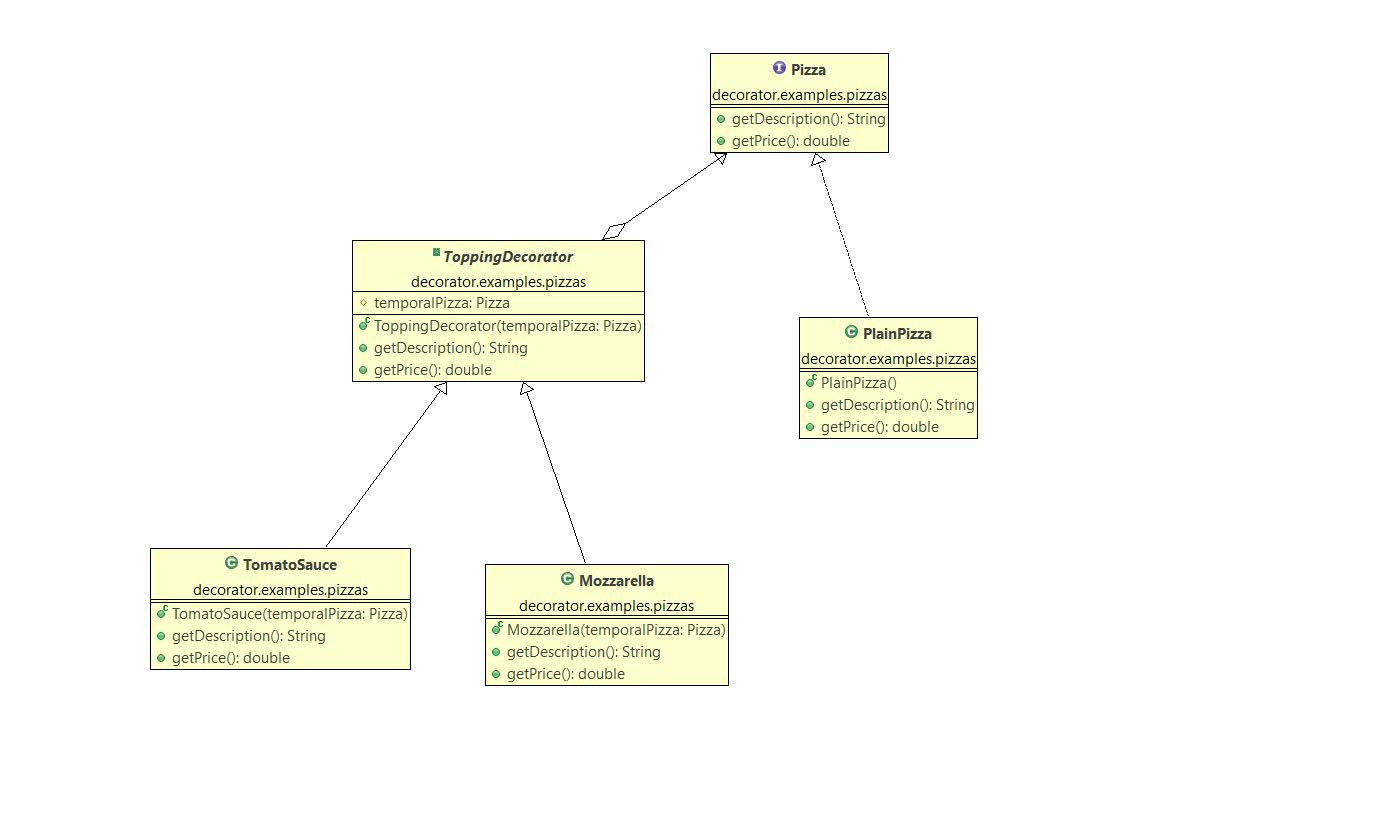 Pizza
decorator.examples.pizzas
getDescription(): String
getPrice(): double
ToppingDecorator
decorator.examples.pizzas
temporalPizza: Pizza
ToppingDecorator(temporalPizza: Pizza)
getDescription(): String
getPrice(): double
PlainPizza
decorator.examples.pizzas
PlainPizza()
getDescription(): String
getPrice(): double
TomatoSauce
decorator.examples.pizzas
TomatoSauce(temporalPizza: Pizza)
getDescription(): String
getPrice(): double
Mozzarella
decorator.examples.pizzas
Mozzarella(temporalPizza: Pizza)
getDescription(): String
getPrice(): double